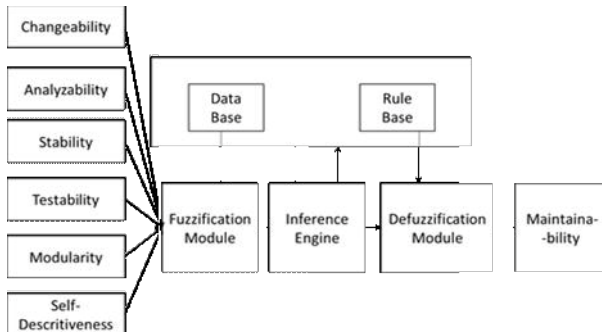 Changeability
Analyzability
Stability
Testability
Modularity
Self-
Descritiveness
Data
Base
Rule
Base
Fuzzification
Module
Inference
Engine
Defuzzification
Module
Maintaina-
-bility